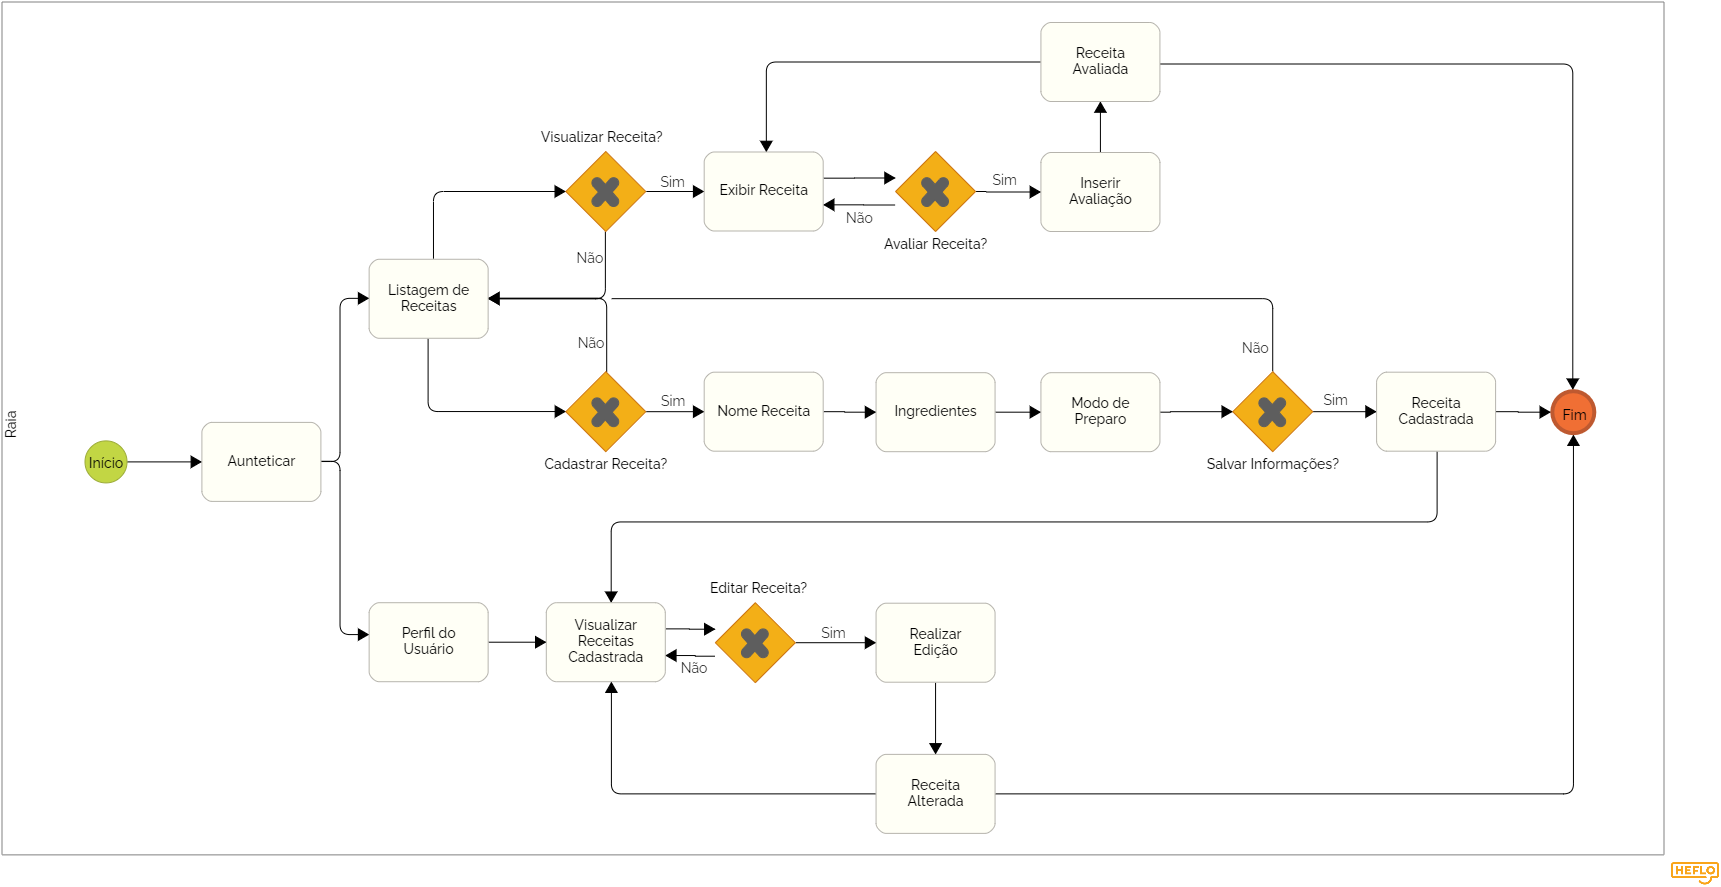 Raia
Início
Aunteticar
Listagem de
Receitas
Visualizar Receita?
Sim
Não
Exibir Receita
Não
Avaliar Receita?
Sim
Inserir
Avaliação
Receita
Avaliada
Não
Cadastrar Receita?
Sim
Nome Receita
Ingredientes
Modo de
Preparo
Não
Salvar Informações?
Sim
Receita
Cadastrada
Fim
Perfil do
Usuário
Visualizar
Receitas
Cadastrada
Editar Receita?
Não
Sim
Realizar
Edição
Receita
Alterada
HEFLO